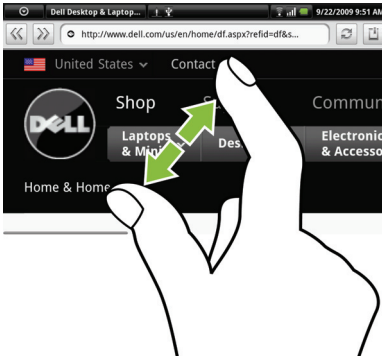 Dell Desktop & Laptop... 9/22/2009 9:51 AM
http://www.dell.com/us/en/home/df.aspx?refid=df&s...
United States Contact
DELL
Shop Commun
Laptops Des Electronic
& Mini & Accesso
Home & Home